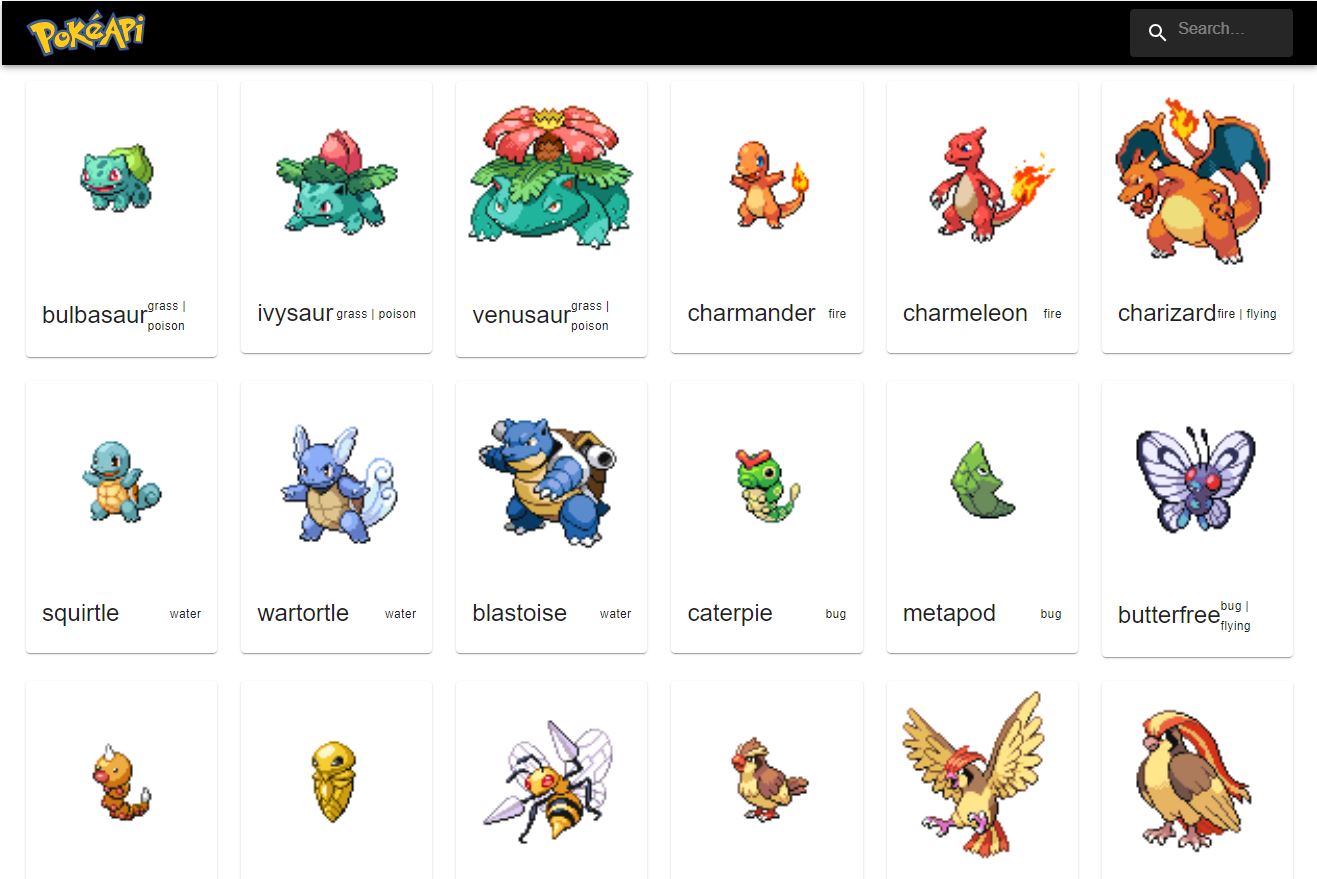 PokéApi
Search...
bulbasaur grass |
poison
ivysaur grass | poison
venusaur grass |
poison
charmander fire
charmeleon fire
charizard fire | flying
squirtle water
wartortle water
blastoise water
caterpie bug
metapod bug
butterfree bug |
flying